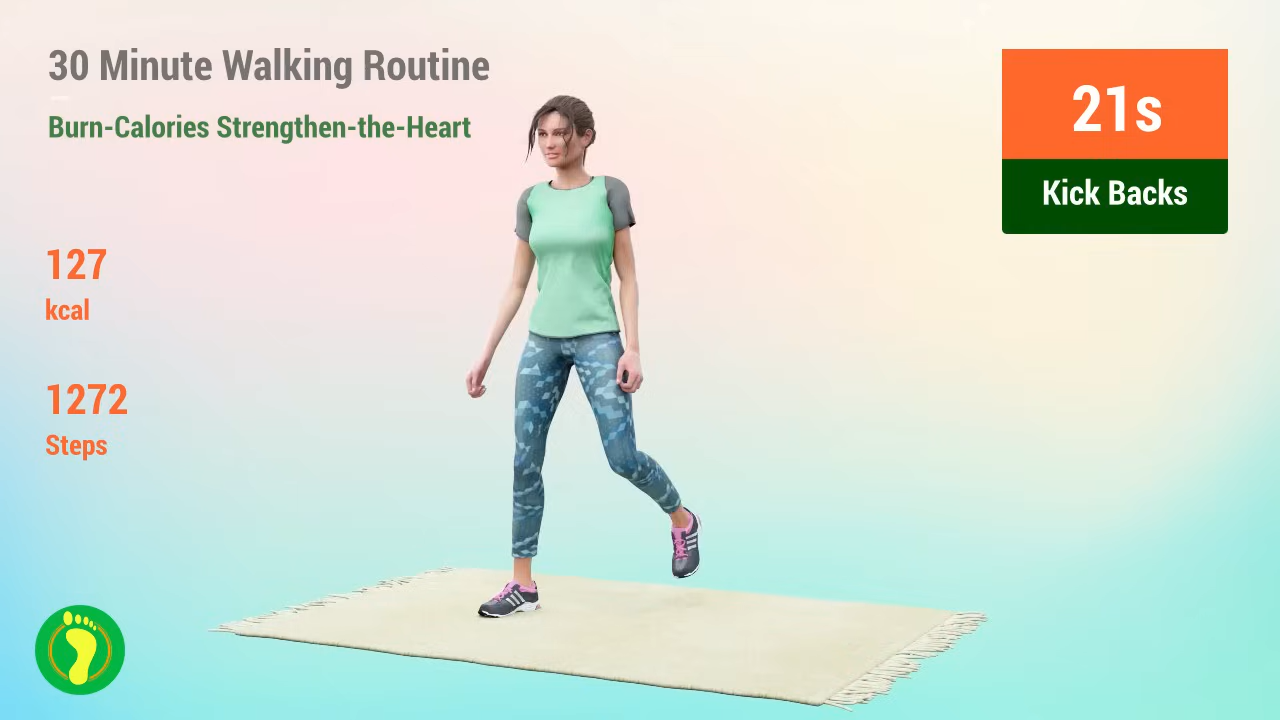 30 Minute Walking Routine
Burn-Calories Strengthen-the-Heart
21s
Kick Backs
127
kcal
1272
Steps